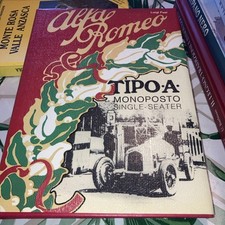 Alfa Romeo
TIPO·A·
MONOPOSTO
SINGLE-SEATER
MONTE ROSA
VALLE ANZASCA